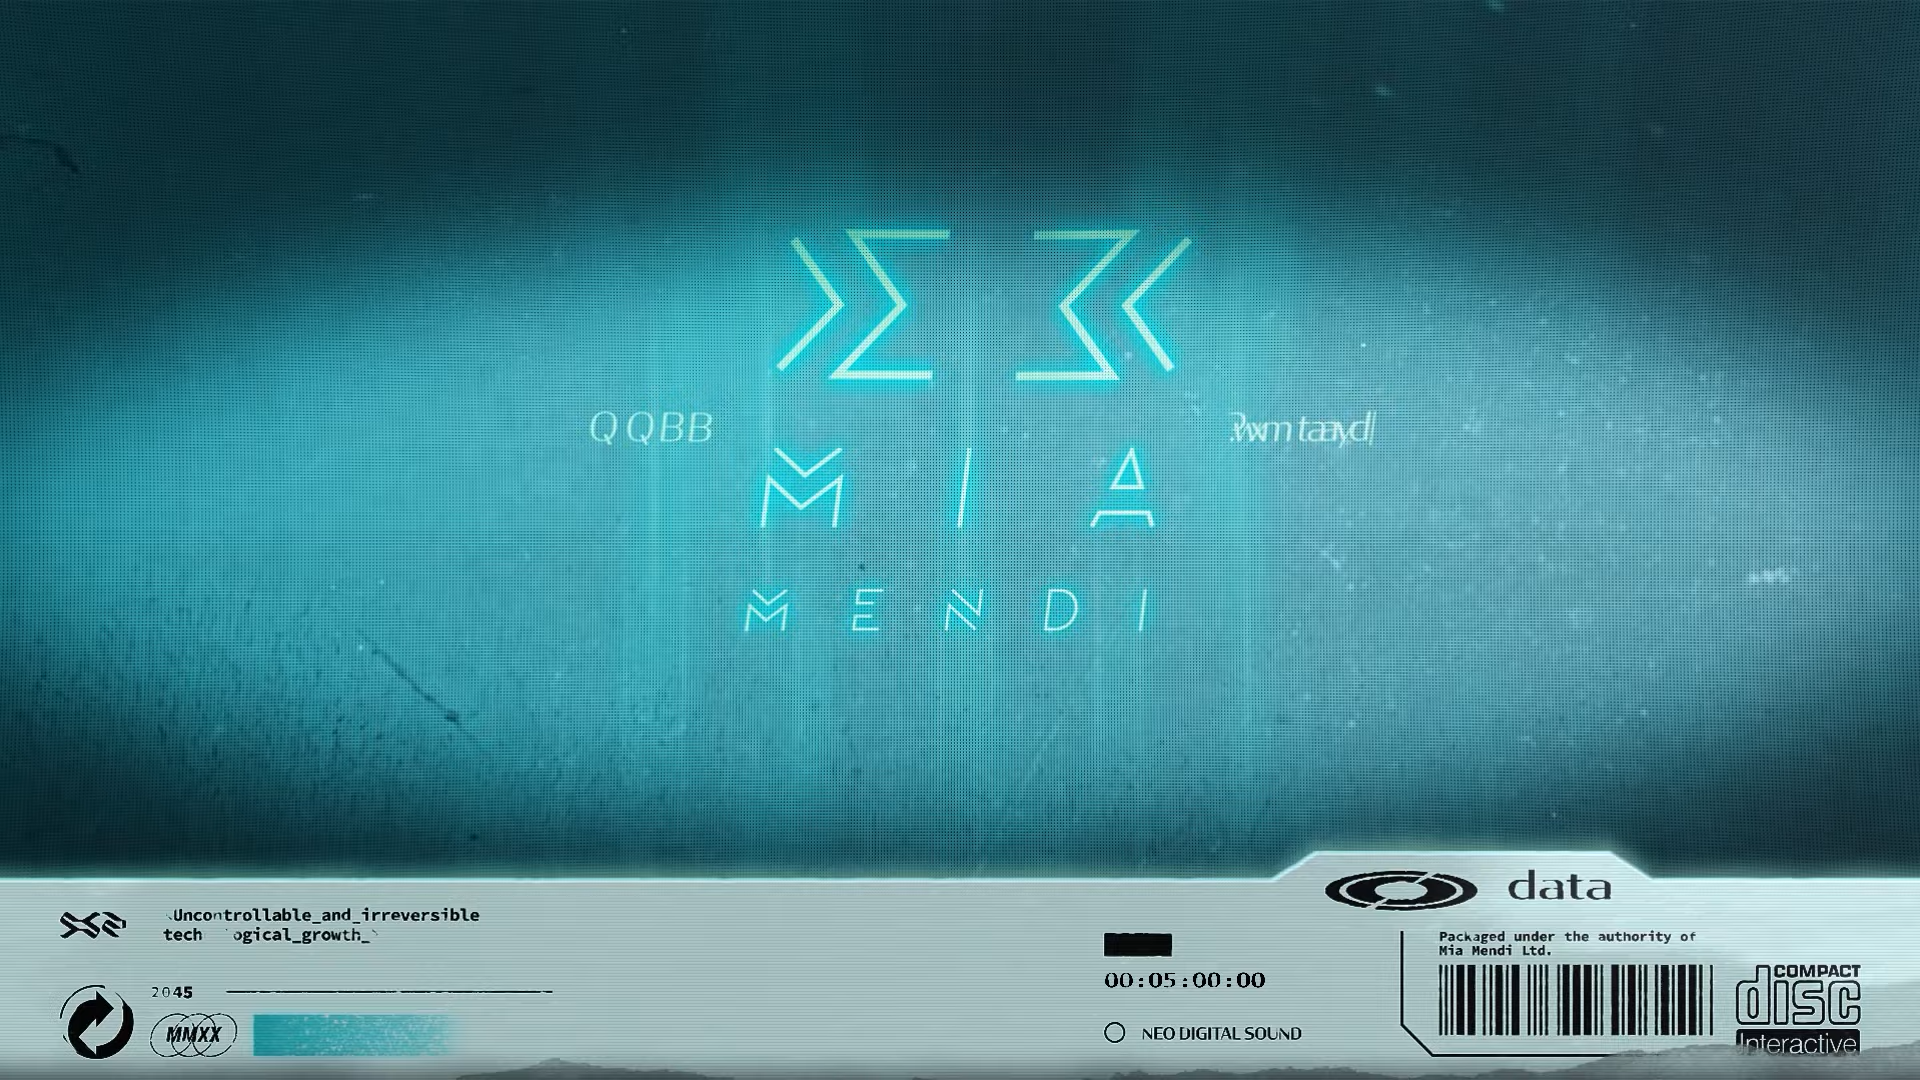 QQBB
MIA
MENDI
data
Uncontrollable_and_irreversible
tech ogical_growth_
Packaged under the authority of
Mia Mendi Ltd.
00:05:00:00
2045
MMXX
NEO DIGITAL SOUND
COMPACT
disc
Interactive